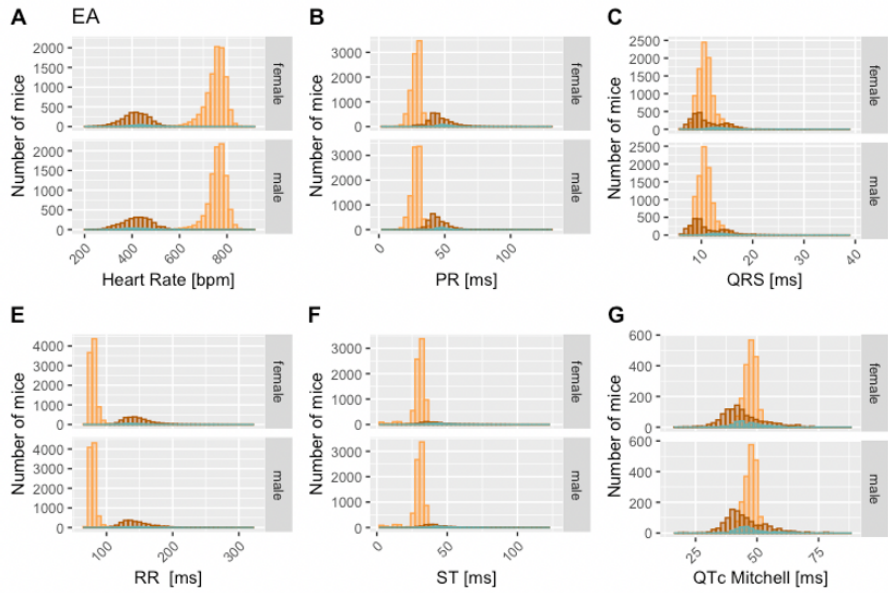 A EA
Number of mice
2000
1500
1000
500
0
female
2000
1500
1000
500
0
male
200 400 600 800
Heart Rate [bpm]
B
Number of mice
3000
2000
1000
0
female
3000
2000
1000
0
male
0 50 100
PR [ms]
C
Number of mice
2500
2000
1500
1000
500
0
female
2500
2000
1500
1000
500
0
male
10 20 30 40
QRS [ms]
E
Number of mice
4000
3000
2000
1000
0
female
4000
3000
2000
1000
0
male
100 200 300
RR [ms]
F
Number of mice
3000
2000
1000
0
female
3000
2000
1000
0
male
0 50 100
ST [ms]
G
Number of mice
600
400
200
0
female
600
400
200
0
male
25 50 75
QTc Mitchell [ms]